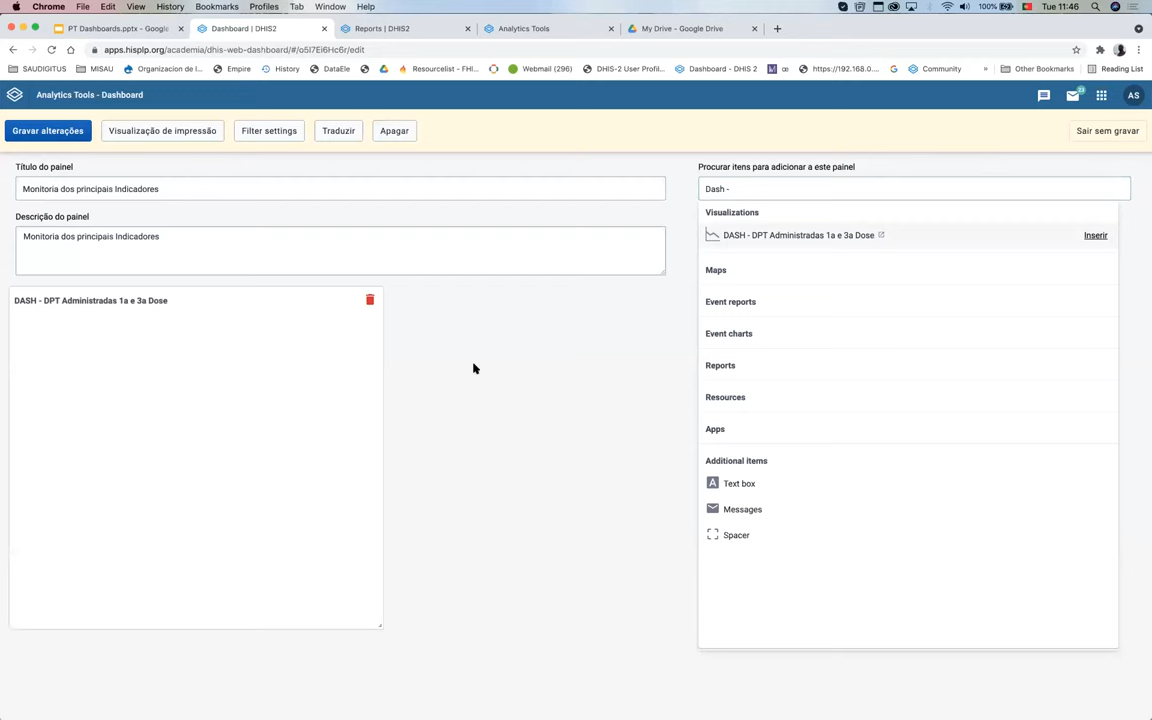 Chrome File Edit View History Bookmarks Profiles Tab Window Help 100% Tue 11:46
PT Dashboards.pptx - Google Dashboard | DHIS2 Reports | DHIS2 Analytics Tools My Drive - Google Drive
apps.hisplp.org/academia/dhis-web-dashboard/#/o5I7Ei6Hc6r/edit
SAUDIGITUS MISAU Organizacion de I... Empire History DataEle Resourcelist - FHI... Webmail (296) DHIS-2 User Profil... Dashboard - DHIS 2 https://192.168.0.... Community » Other Bookmarks Reading List
Analytics Tools - Dashboard 23 AS
Gravar alterações Visualização de impressão Filter settings Traduzir Apagar Sair sem gravar
Título do painel
Monitoria dos principais Indicadores
Descrição do painel
Monitoria dos principais Indicadores
DASH - DPT Administradas 1a e 3a Dose
Procurar itens para adicionar a este painel
Dash -
Visualizations
DASH - DPT Administradas 1a e 3a Dose Inserir
Maps
Event reports
Event charts
Reports
Resources
Apps
Additional items
A Text box
Messages
Spacer